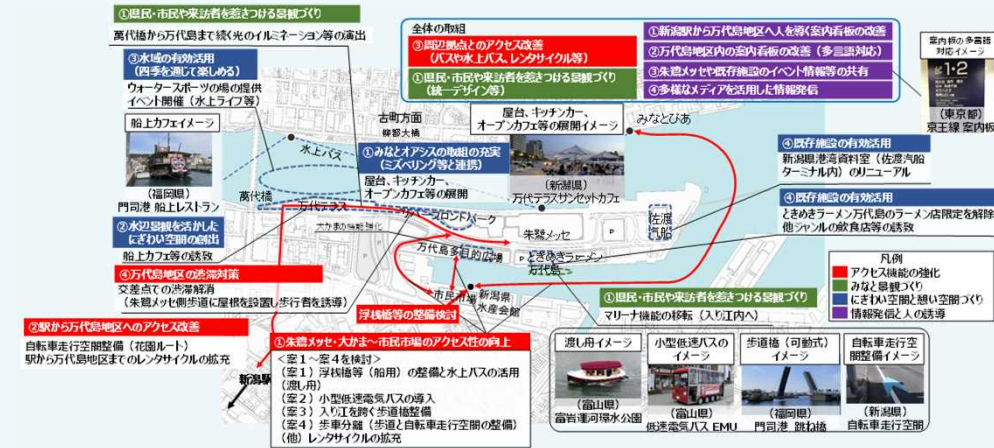 ①県民・市民や来訪者を惹きつける景観づくり
萬代橋から万代島まで続く光のイルミネーション等の演出
全体の取組
③周辺拠点とのアクセス改善
(バスや水上バス、レンタサイクル等)
①県民・市民や来訪者を惹きつける景観づくり
(統一デザイン等)
①新潟駅から万代島地区へ人を導く案内看板の改善
②万代島地区内の案内看板の改善(多言語対応)
③朱鷺メッセや既存施設のイベント情報等の共有
④多様なメディアを活用した情報発信
案内板の多言語
対応イメージ
1・2
(東京都)
京王線 案内板
③水域の有効活用
(四季を通じて楽しめる)
ウォータースポーツの場の提供
イベント開催(水上ライブ等)
船上カフェイメージ
(福岡県)
門司港 船上レストラン
古町方面
柳都大橋
水上バス
①みなとオアシスの取組の充実
(ミズベリング等と連携)
屋台、キッチンカー、
オープンカフェ等の展開
屋台、キッチンカー、
オープンカフェ等の展開イメージ
(新潟県)
万代テラスサンセットカフェ
みなとぴあ
④既存施設の有効活用
新潟県港湾資料室(佐渡汽船
ターミナル内)のリニューアル
④既存施設の有効活用
ときめきラーメン万代島のラーメン店限定を解除
他ジャンルの飲食店等の誘致
萬代橋
万代テラス
リバーフロントパーク
大かまの機能強化
朱鷺メッセ
佐渡
汽船
P
P
万代島多目的広場
ときめきラーメン
万代島
②水辺景観を活かした
にぎわい空間の創出
船上カフェ等の誘致
④万代島地区の渋滞対策
交差点での渋滞解消
(朱鷺メッセ側歩道に屋根を設置し歩行者を誘導)
市民市場
新潟県
水産会館
浮桟橋等の整備検討
①県民・市民や来訪者を惹きつける景観づくり
マリーナ機能の移転(入り江内へ)
凡例
アクセス機能の強化
みなと景観づくり
にぎわい空間と憩い空間づくり
情報発信と人の誘導
②駅から万代島地区へのアクセス改善
自転車走行空間整備(花園ルート)
駅から万代島地区までのレンタサイクルの拡充
新潟駅
①朱鷺メッセ・大かま～市民市場のアクセス性の向上
<案1～案4を検討>
(案1)浮桟橋等(船用)の整備と水上バスの活用
(渡し舟)
(案2)小型低速電気バスの導入
(案3)入り江を跨ぐ歩道橋整備
(案4)歩車分離(歩道と自転車走行空間の整備)
(他)レンタサイクルの拡充
渡し舟イメージ
(富山県)
富岩運河環水公園
小型低速バスの
イメージ
(富山県)
低速電気バス EMU
歩道橋(可動式)
イメージ
(福岡県)
門司港 跳ね橋
自転車走行空
間整備イメージ
(新潟県)
自転車走行空間